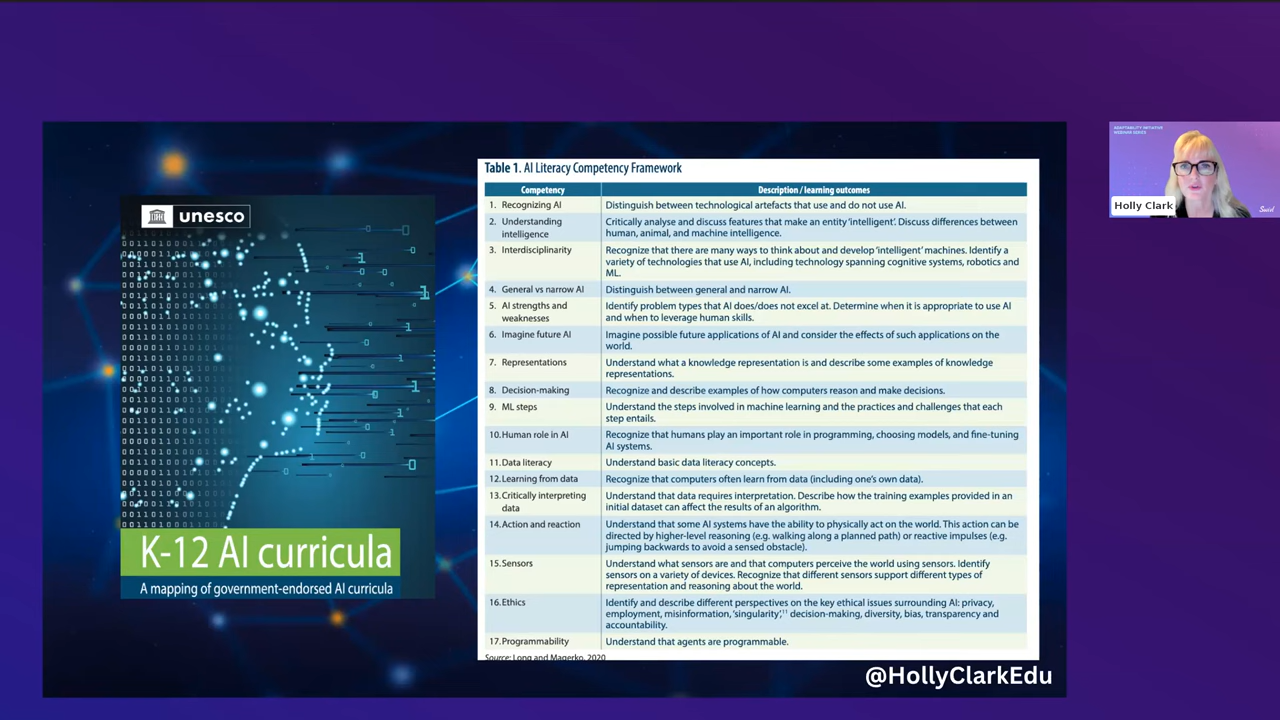 unesco
K-12 AI curricula
A mapping of government-endorsed AI curricula
Table 1. AI Literacy Competency Framework
Competency Description / learning outcomes
1. Recognizing AI Distinguish between technological artefacts that use and do not use AI.
2. Understanding intelligence Critically analyse and discuss features that make an entity ‘intelligent’. Discuss differences between
human, animal, and machine intelligence.
3. Interdisciplinarity Recognize that there are many ways to think about and develop ‘intelligent’ machines. Identify a
variety of technologies that use AI, including technology spanning cognitive systems, robotics and
ML.
4. General vs narrow AI Distinguish between general and narrow AI.
5. AI strengths and weaknesses Identify problem types that AI does/does not excel at. Determine when it is appropriate to use AI
and when to leverage human skills.
6. Imagine future AI Imagine possible future applications of AI and consider the effects of such applications on the
world.
7. Representations Understand what a knowledge representation is and describe some examples of knowledge
representations.
8. Decision-making Recognize and describe examples of how computers reason and make decisions.
9. ML steps Understand the steps involved in machine learning and the practices and challenges that each
step entails.
10. Human role in AI Recognize that humans play an important role in programming, choosing models, and fine-tuning
AI systems.
11. Data literacy Understand basic data literacy concepts.
12. Learning from data Recognize that computers often learn from data (including one’s own data).
13. Critically interpreting data Understand that data requires interpretation. Describe how the training examples provided in an
initial dataset can affect the results of an algorithm.
14. Action and reaction Understand that some AI systems have the ability to physically act on the world. This action can be
directed by higher-level reasoning (e.g. walking along a planned path) or reactive impulses (e.g.
jumping backwards to avoid a sensed obstacle).
15. Sensors Understand what sensors are and that computers perceive the world using sensors. Identify
sensors on a variety of devices. Recognize that different sensors support different types of
representation and reasoning about the world.
16. Ethics Identify and describe different perspectives on the key ethical issues surrounding AI: privacy,
employment, misinformation, ‘singularity’,¹¹ decision-making, diversity, bias, transparency and
accountability.
17. Programmability Understand that agents are programmable.
Source: Long and Magerko, 2020
@HollyClarkEdu
ADAPTABILITY INITIATIVE
WEBINAR SERIES
Holly Clark